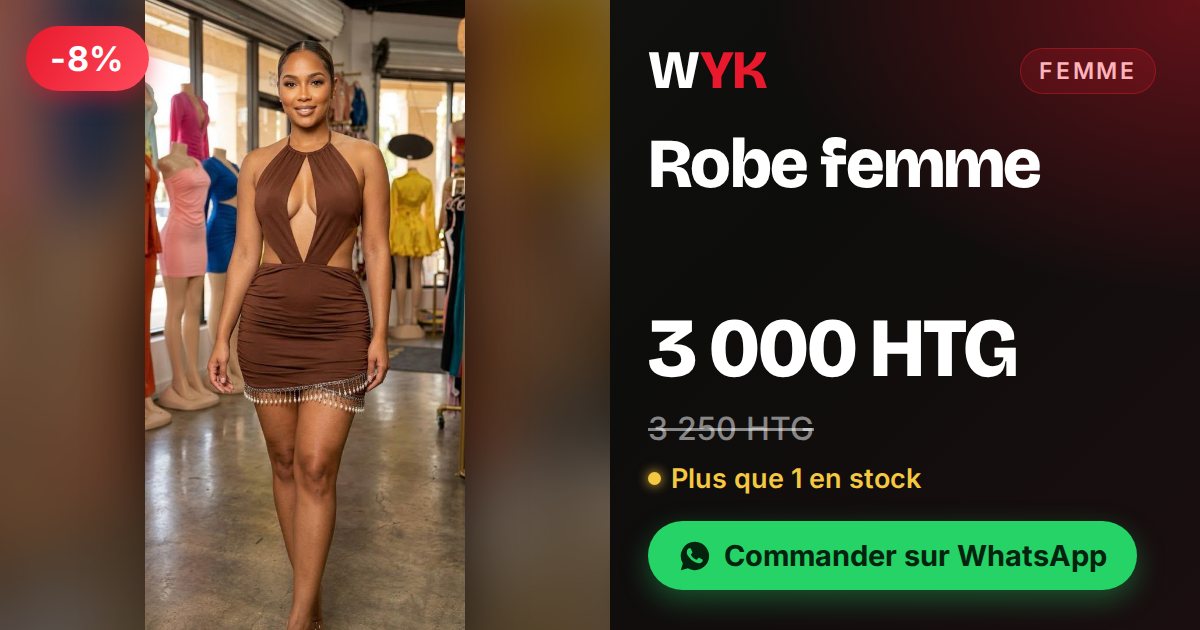 -8%
WYK
FEMME
Robe femme
3 000 HTG
3 250 HTG
Plus que 1 en stock
Commander sur WhatsApp